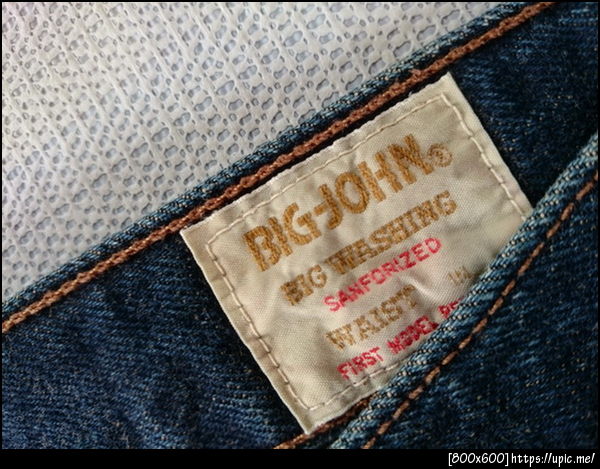 BIG-JOHN®
BIG WASHING
SANFORIZED
WAIST
FIRST MODEL
[800x600] https://upic.me/